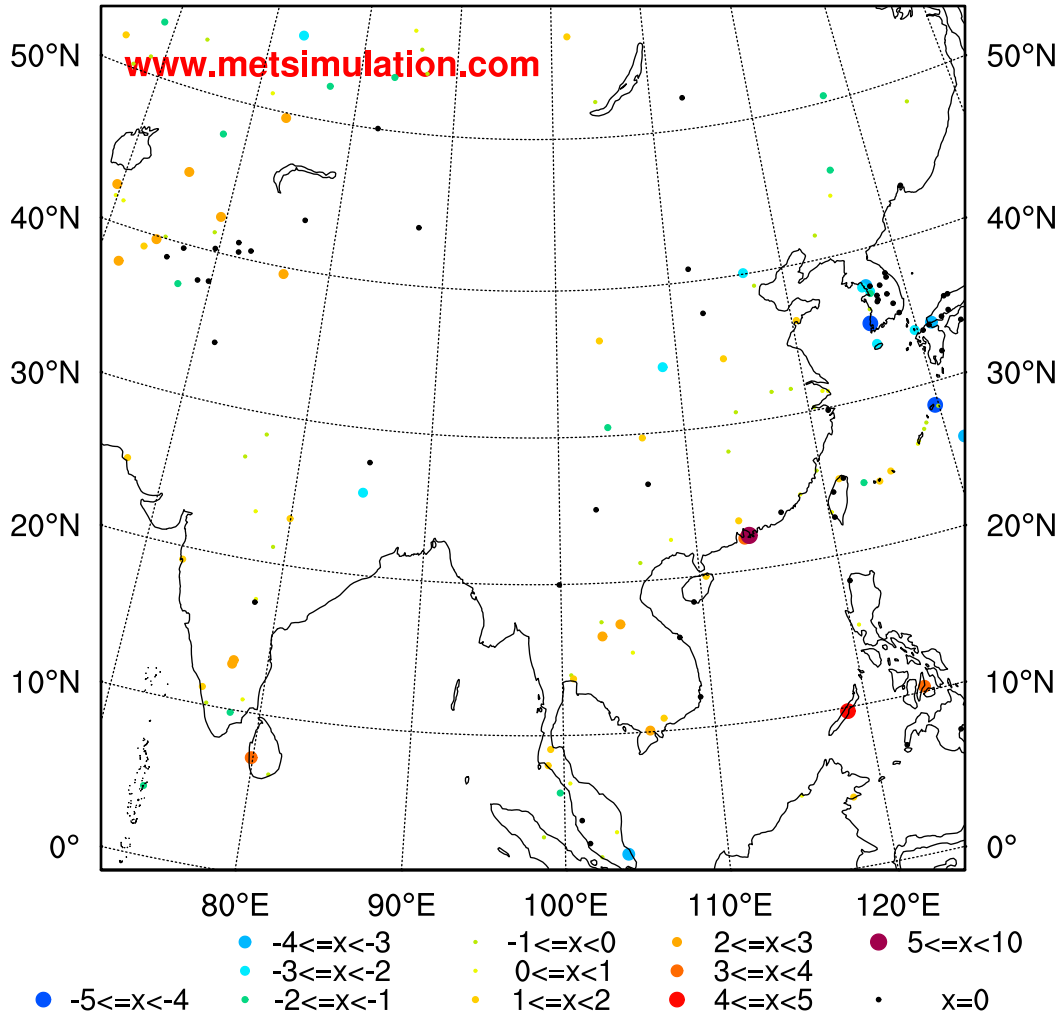 50°N 50°N
www.metsimulation.com
40°N 40°N
30°N 30°N
20°N 20°N
10°N 10°N
0° 0°
80°E 90°E 100°E 110°E 120°E
-4<=x<-3 -1<=x<0 2<=x<3 5<=x<10
-3<=x<-2 0<=x<1 3<=x<4
-5<=x<-4 -2<=x<-1 1<=x<2 4<=x<5 x=0